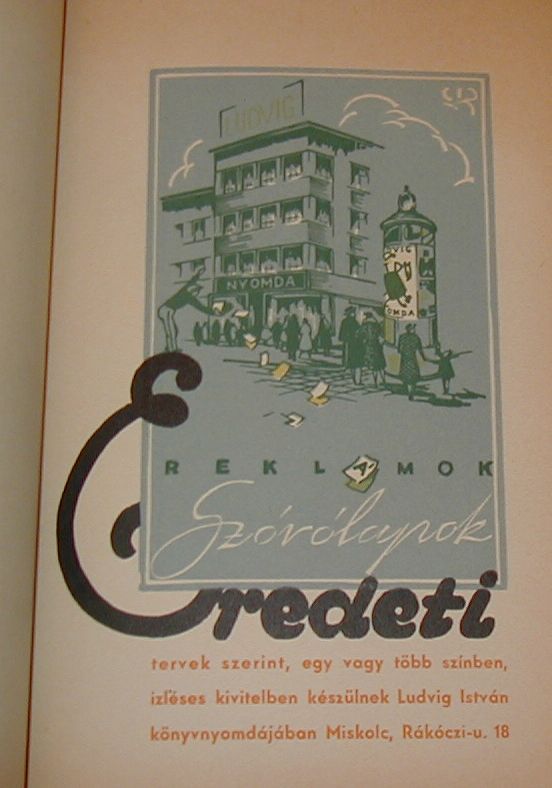 LUDVIG
NYOMDA
REKLÁMOK
Szórólapok
Eredeti
tervek szerint, egy vagy több színben,
izléses kivitelben készülnek Ludvig István
könyvnyomdájában Miskolc, Rákóczi-u. 18